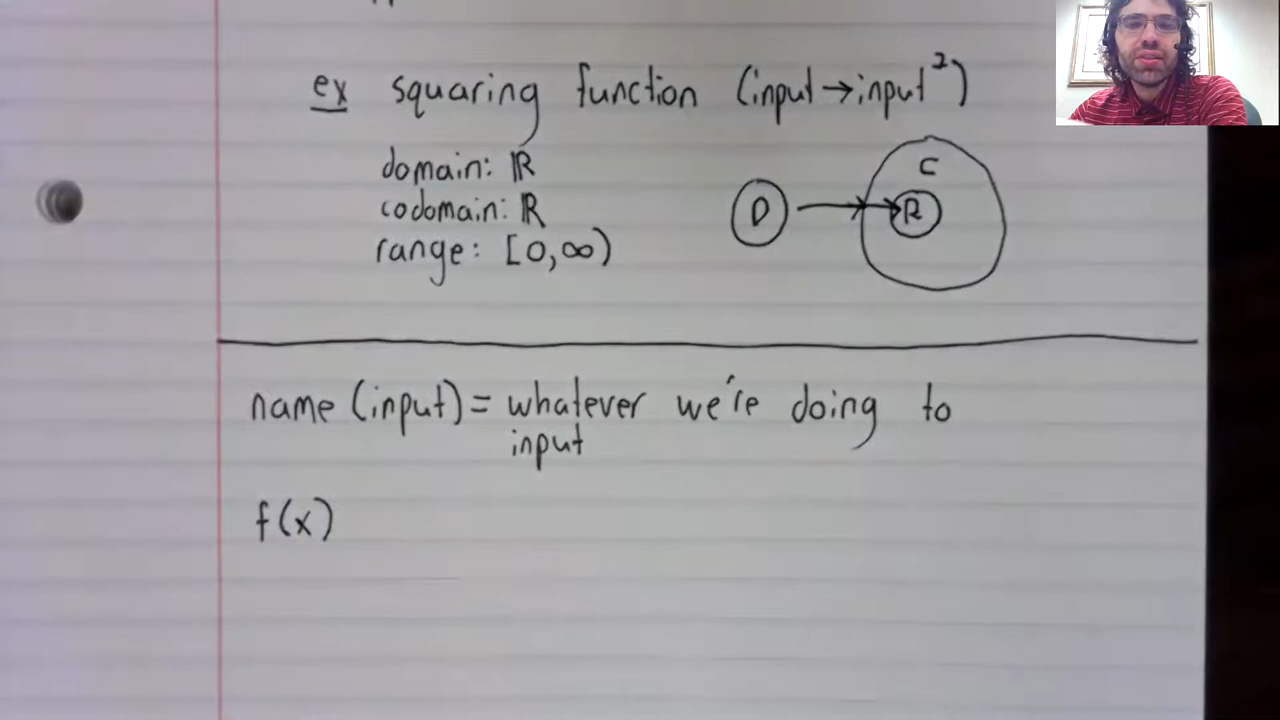 ex squaring function (input→input²)
domain: ℝ
codomain: ℝ
range: [0,∞)
D
C
R
name (input) = whatever we're doing to
input
f(x)